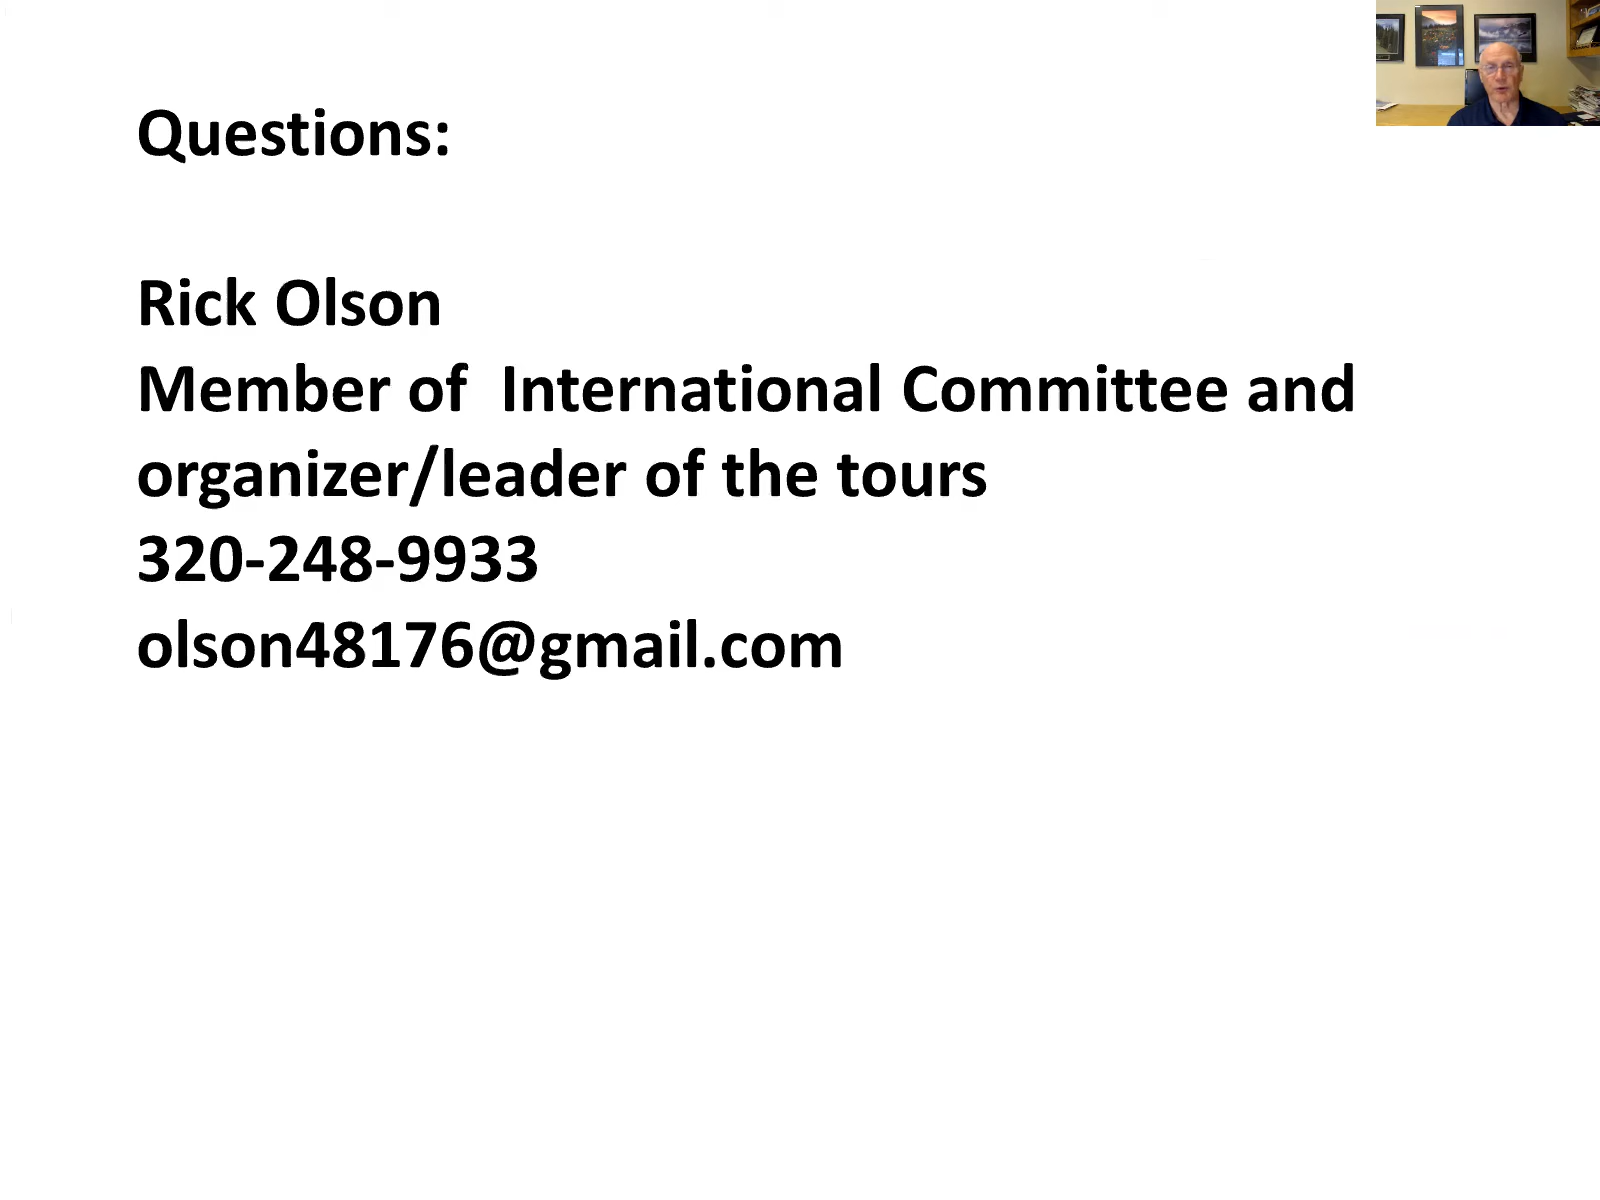 Questions:
Rick Olson
Member of  International Committee and
organizer/leader of the tours
320-248-9933
olson48176@gmail.com